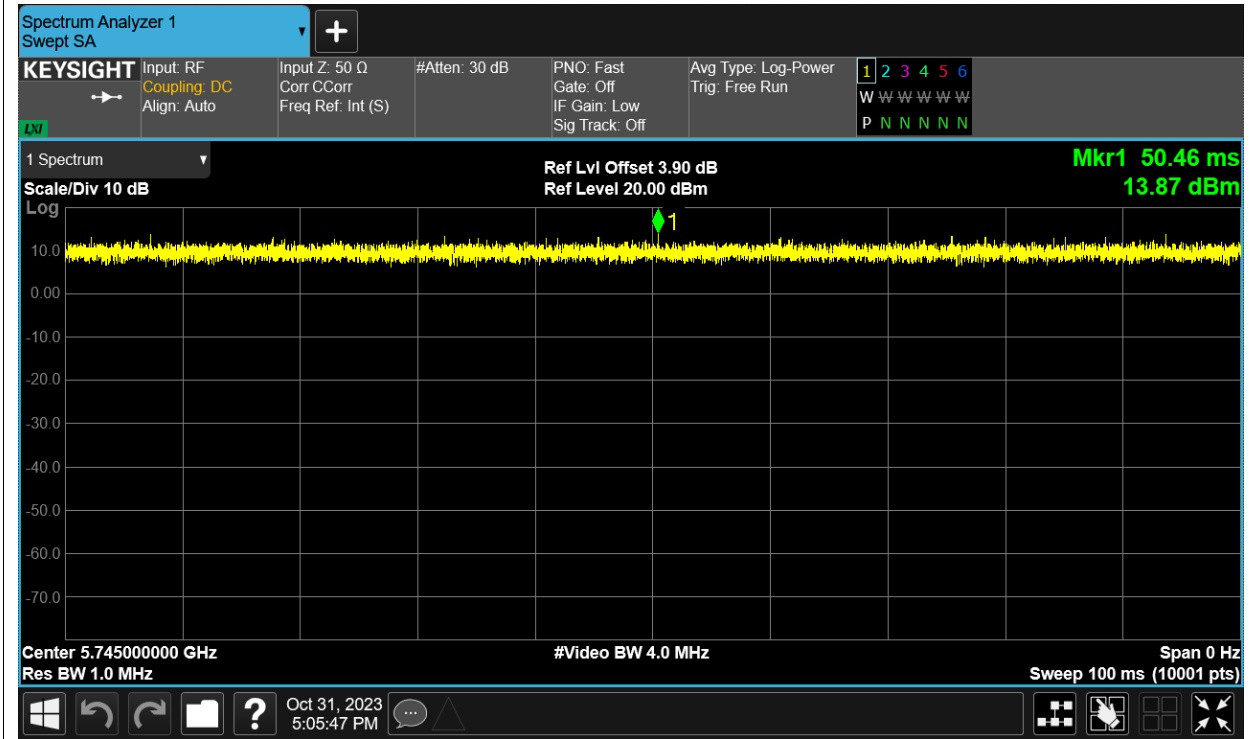 Spectrum Analyzer 1
Swept SA
+
KEYSIGHT
LXI
Input: RF
Coupling: DC
Align: Auto
Input Z: 50 Ω
Corr CCorr
Freq Ref: Int (S)
#Atten: 30 dB
PNO: Fast
Gate: Off
IF Gain: Low
Sig Track: Off
Avg Type: Log-Power
Trig: Free Run
1 2 3 4 5 6
W W W W W W
P N N N N N
1 Spectrum
Scale/Div 10 dB
Log
Ref Lvl Offset 3.90 dB
Ref Level 20.00 dBm
Mkr1 50.46 ms
13.87 dBm
1
10.0
0.00
-10.0
-20.0
-30.0
-40.0
-50.0
-60.0
-70.0
Center 5.745000000 GHz
#Video BW 4.0 MHz
Span 0 Hz
Res BW 1.0 MHz
Sweep 100 ms (10001 pts)
?
Oct 31, 2023
5:05:47 PM